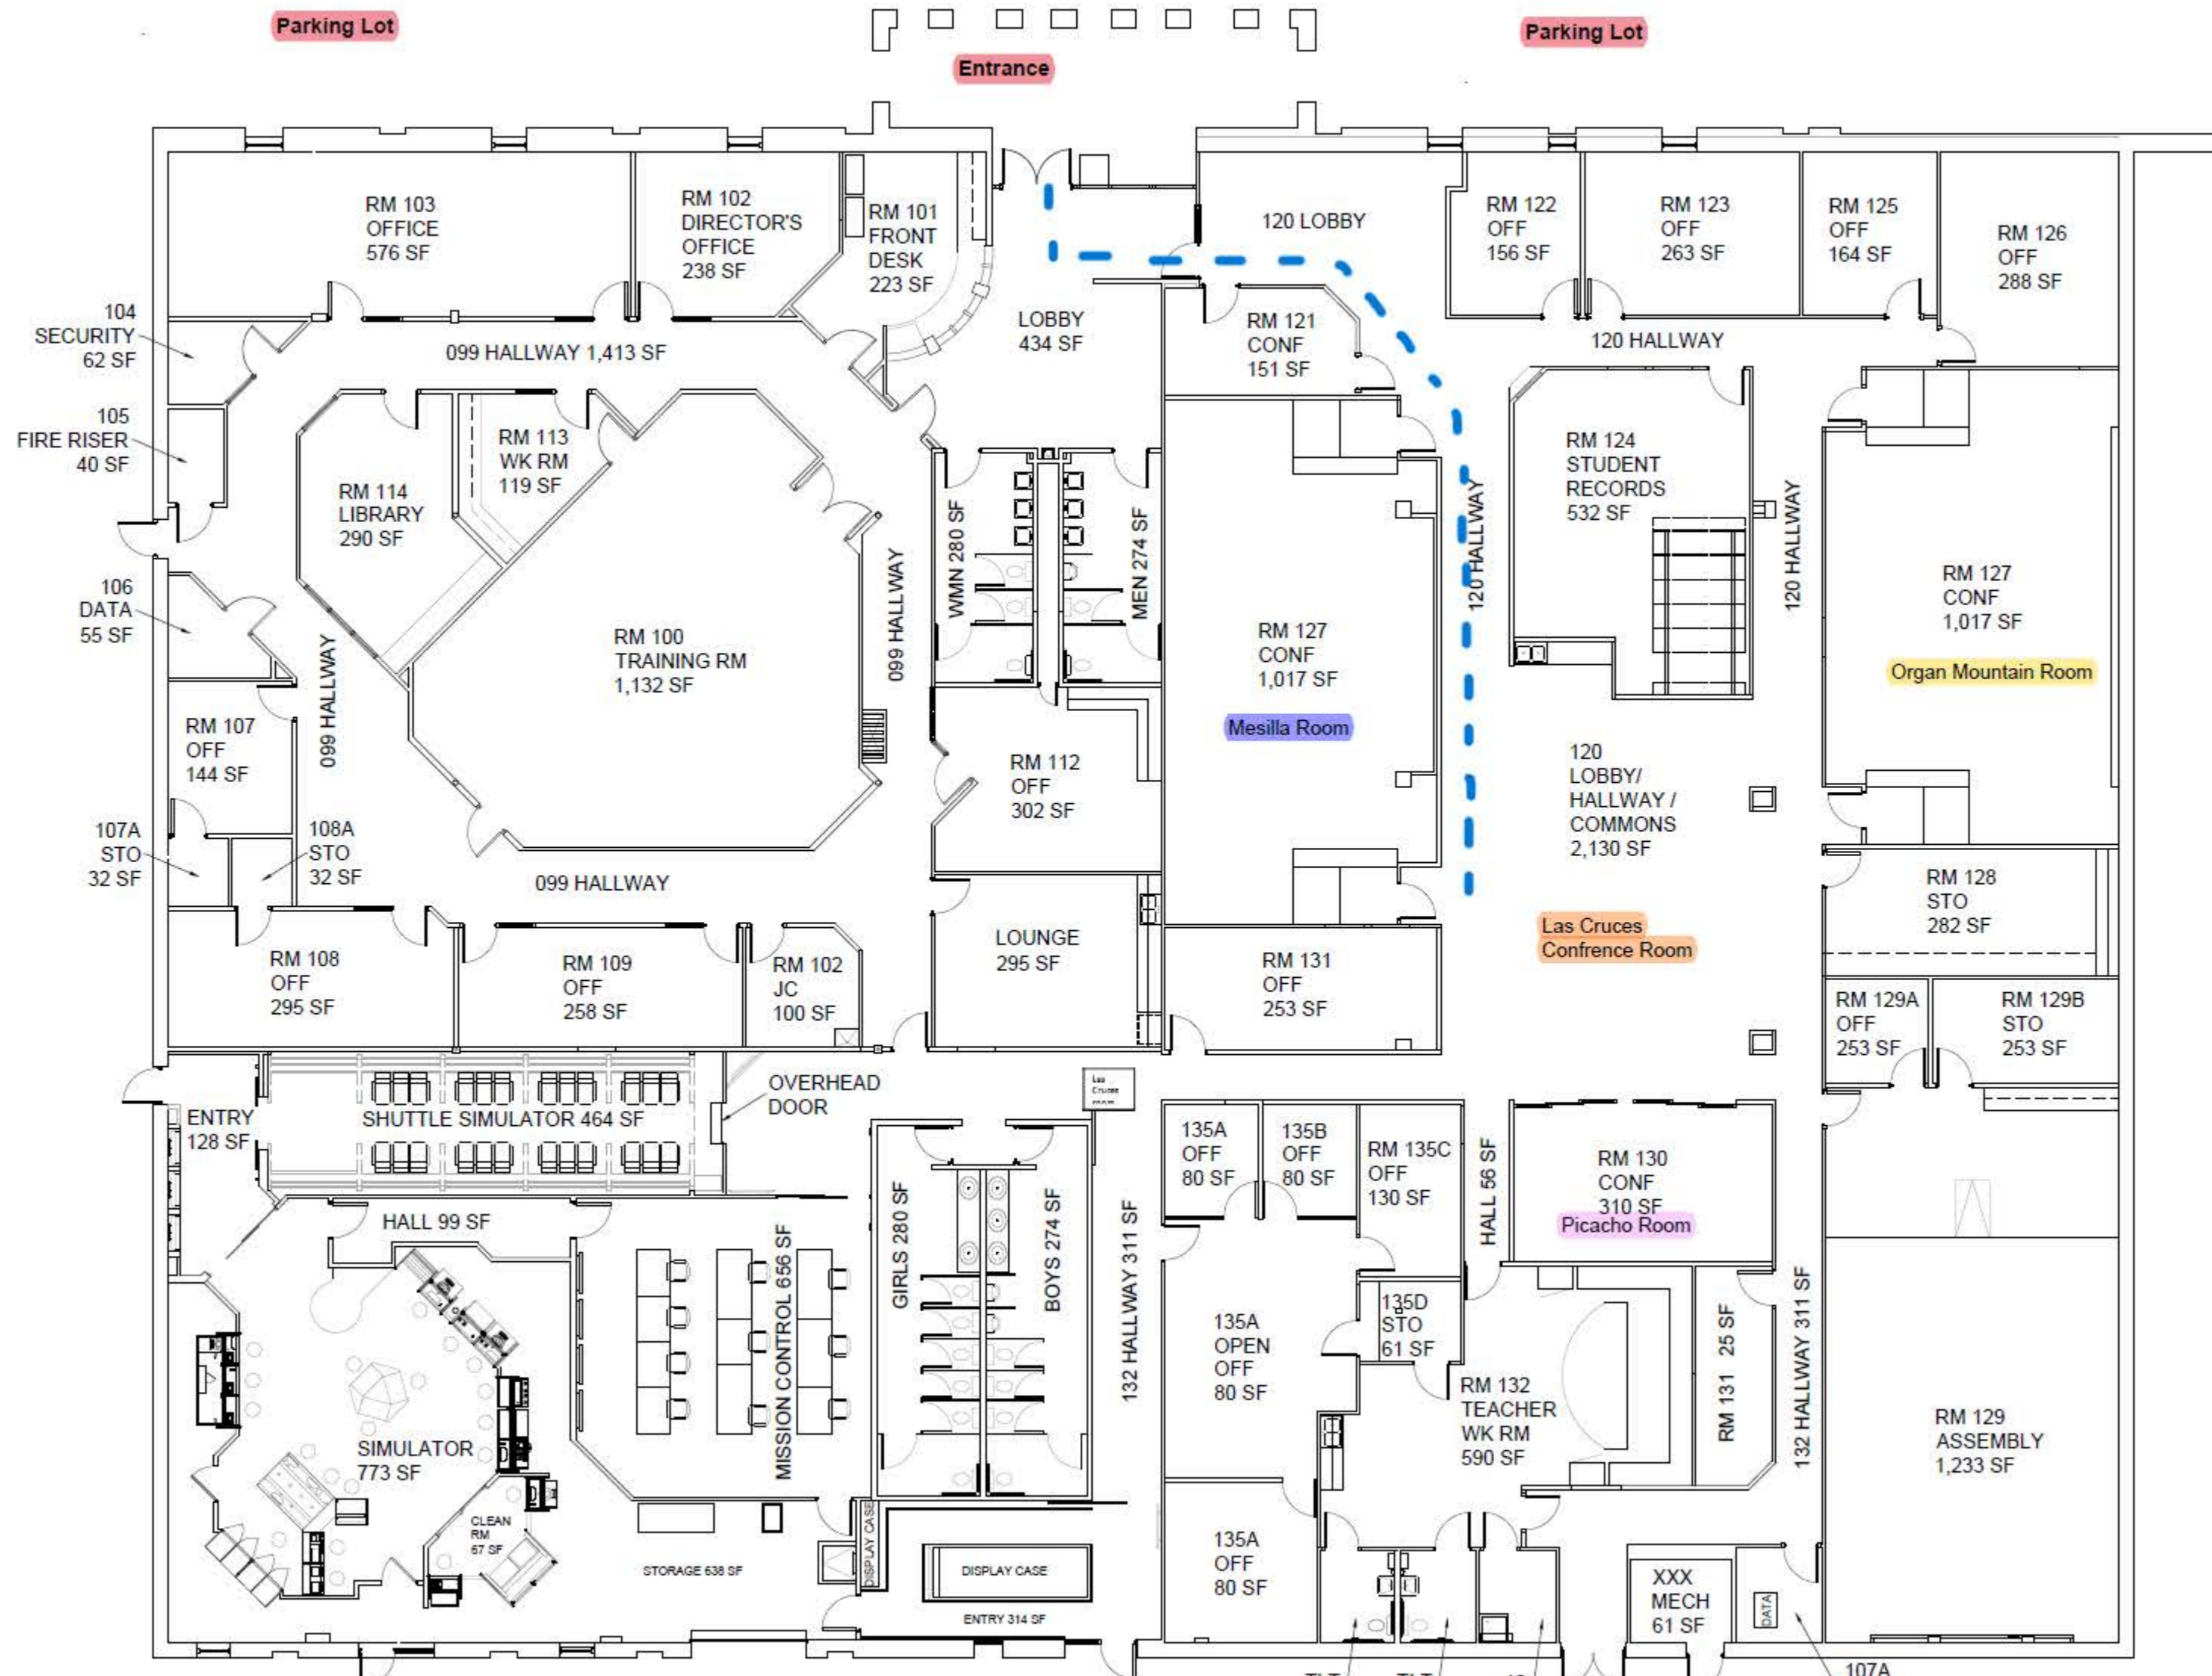 Parking Lot
Entrance
Parking Lot
RM 103
OFFICE
576 SF
RM 102
DIRECTOR'S
OFFICE
238 SF
RM 101
FRONT
DESK
223 SF
120 LOBBY
RM 122
OFF
156 SF
RM 123
OFF
263 SF
RM 125
OFF
164 SF
RM 126
OFF
288 SF
104
SECURITY
62 SF
099 HALLWAY 1,413 SF
LOBBY
434 SF
RM 121
CONF
151 SF
120 HALLWAY
105
FIRE RISER
40 SF
RM 114
LIBRARY
290 SF
RM 113
WK RM
119 SF
RM 124
STUDENT
RECORDS
532 SF
WMN 280 SF
MEN 274 SF
120 HALLWAY
120 HALLWAY
099 HALLWAY
106
DATA
55 SF
RM 100
TRAINING RM
1,132 SF
RM 127
CONF
1,017 SF
Mesilla Room
RM 127
CONF
1,017 SF
Organ Mountain Room
099 HALLWAY
RM 107
OFF
144 SF
RM 112
OFF
302 SF
120
LOBBY/
HALLWAY /
COMMONS
2,130 SF
107A
STO
32 SF
108A
STO
32 SF
099 HALLWAY
RM 128
STO
282 SF
Las Cruces
Confrence Room
RM 108
OFF
295 SF
RM 109
OFF
258 SF
RM 102
JC
100 SF
LOUNGE
295 SF
RM 131
OFF
253 SF
RM 129A
OFF
253 SF
RM 129B
STO
253 SF
ENTRY
128 SF
SHUTTLE SIMULATOR 464 SF
OVERHEAD
DOOR
Las
Cruces
room
135A
OFF
80 SF
135B
OFF
80 SF
RM 135C
OFF
130 SF
HALL 56 SF
RM 130
CONF
310 SF
Picacho Room
HALL 99 SF
MISSION CONTROL 656 SF
GIRLS 280 SF
BOYS 274 SF
132 HALLWAY 311 SF
135A
OPEN
OFF
80 SF
135D
STO
61 SF
RM 132
TEACHER
WK RM
590 SF
RM 131 25 SF
132 HALLWAY 311 SF
RM 129
ASSEMBLY
1,233 SF
SIMULATOR
773 SF
CLEAN
RM
67 SF
STORAGE 638 SF
DISPLAY CASE
DISPLAY CASE
ENTRY 314 SF
135A
OFF
80 SF
XXX
MECH
61 SF
DATA
107A